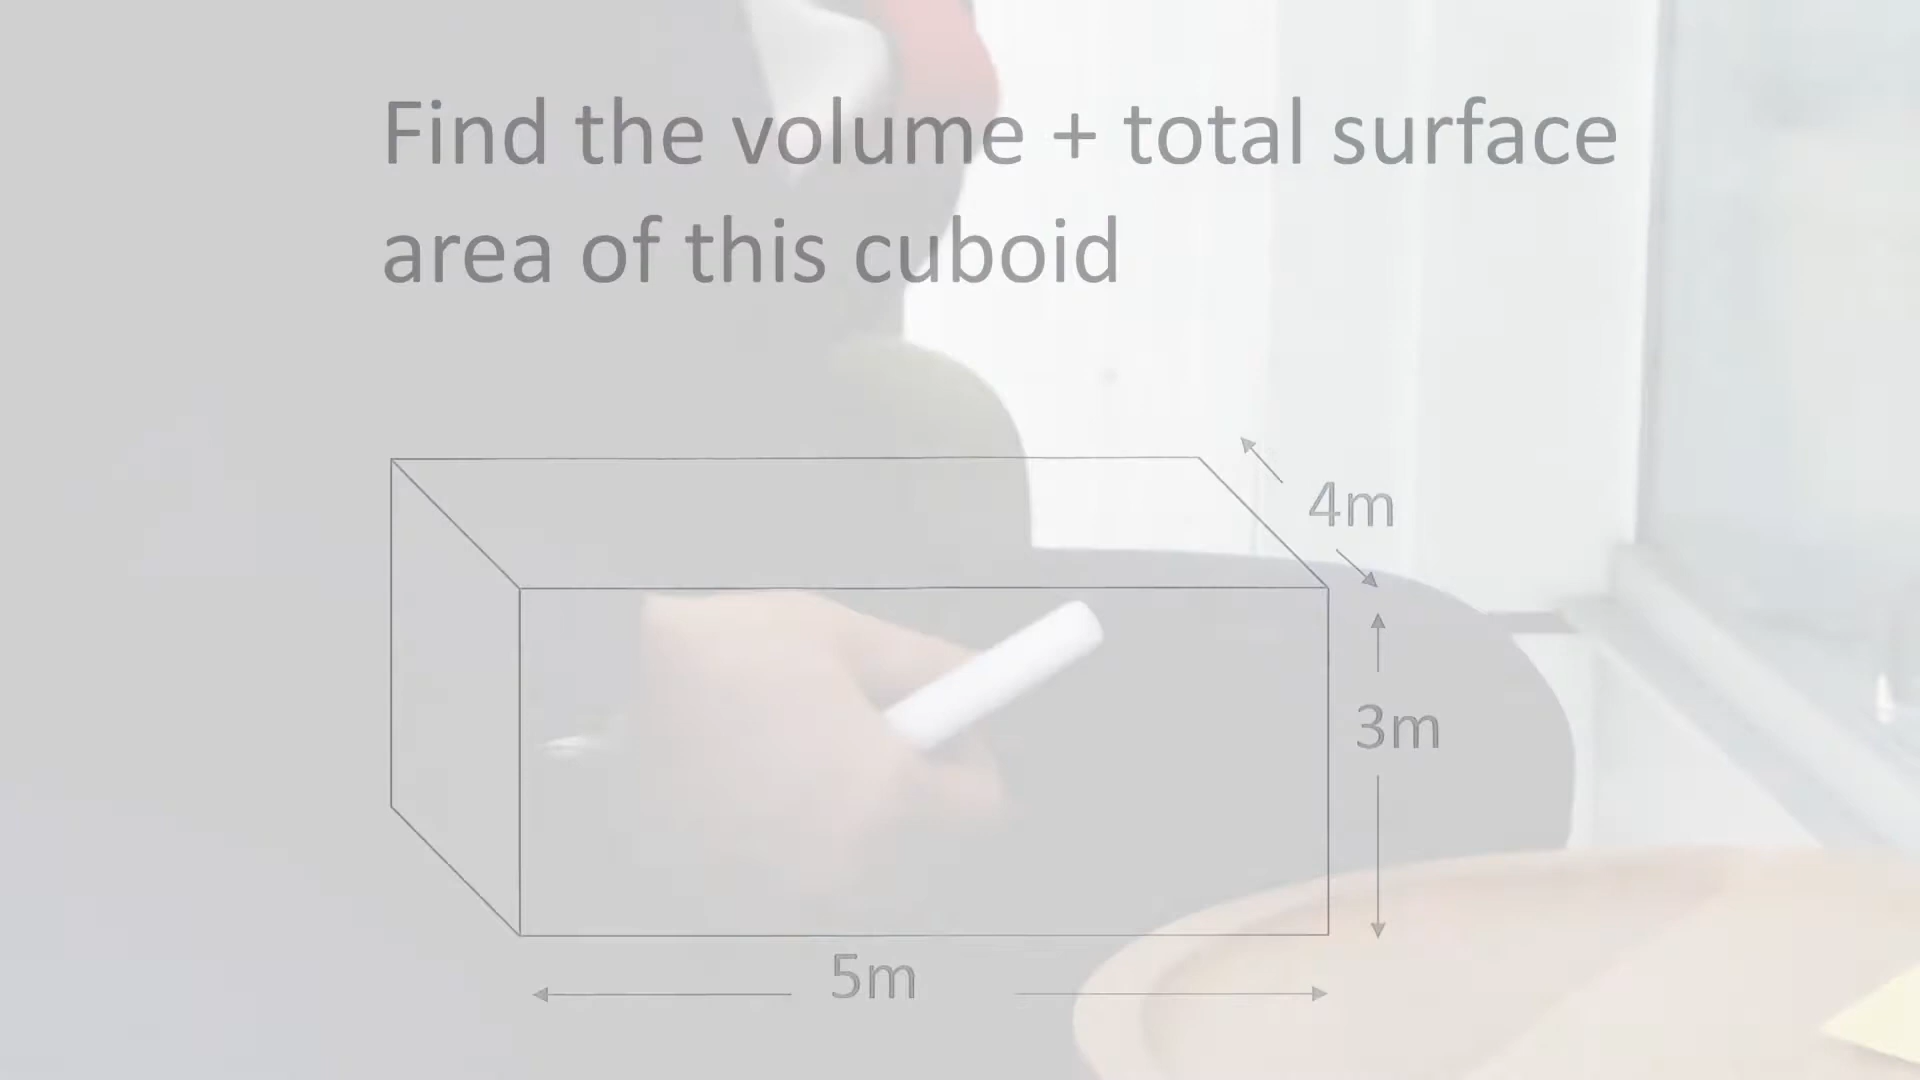 Find the volume + total surface
area of this cuboid
4m
3m
5m